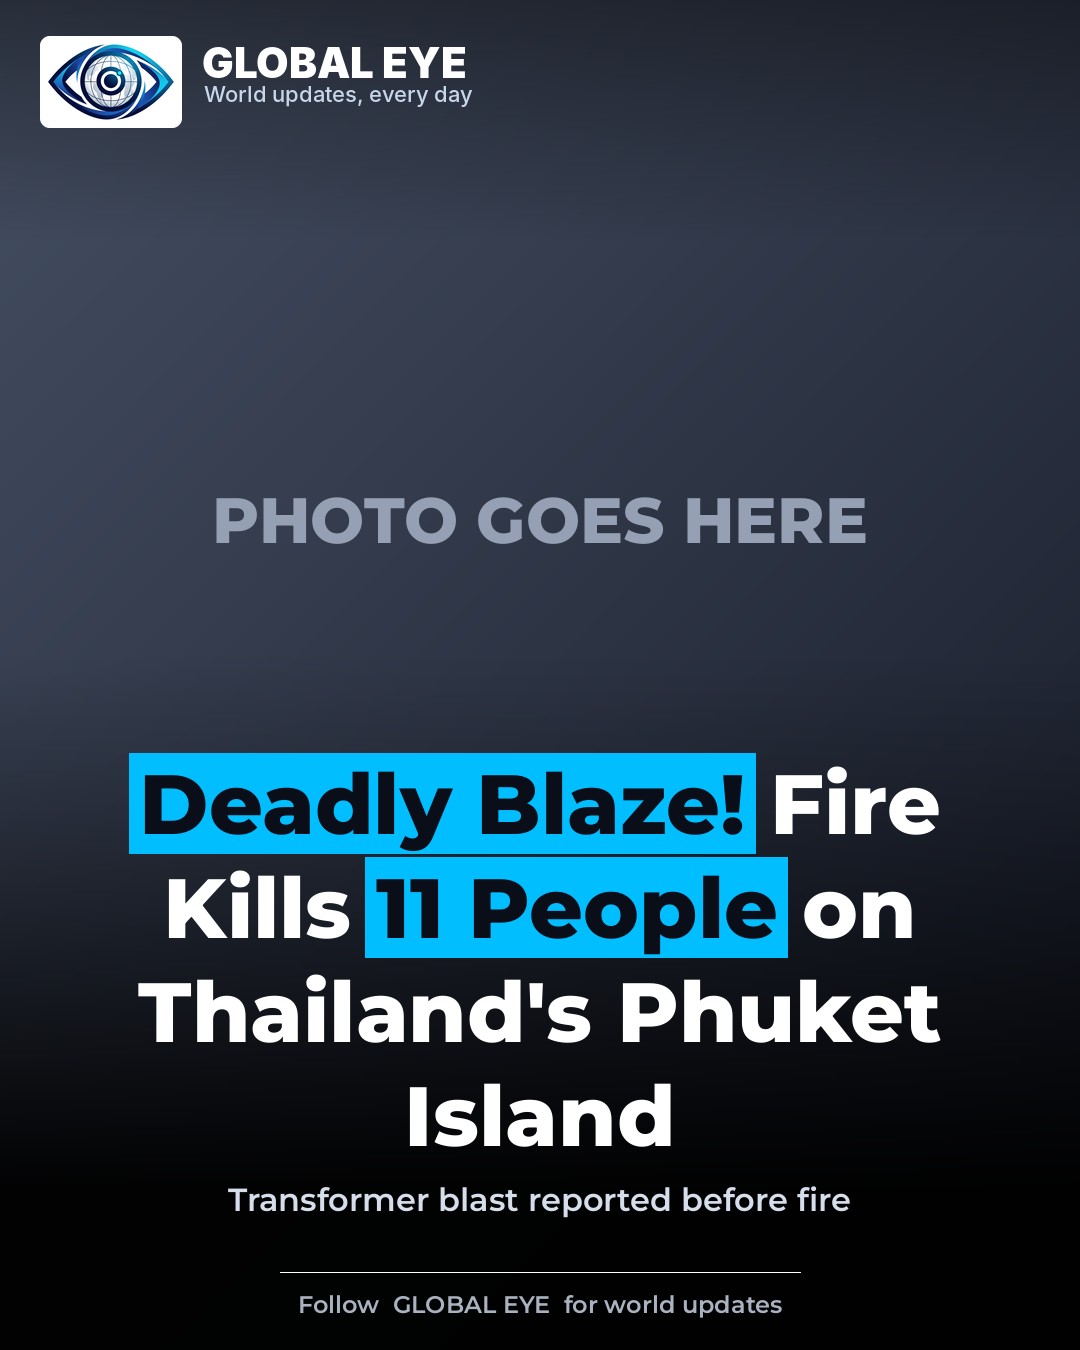 GLOBAL EYE
World updates, every day
PHOTO GOES HERE
Deadly Blaze! Fire
Kills 11 People on
Thailand's Phuket
Island
Transformer blast reported before fire
Follow GLOBAL EYE for world updates